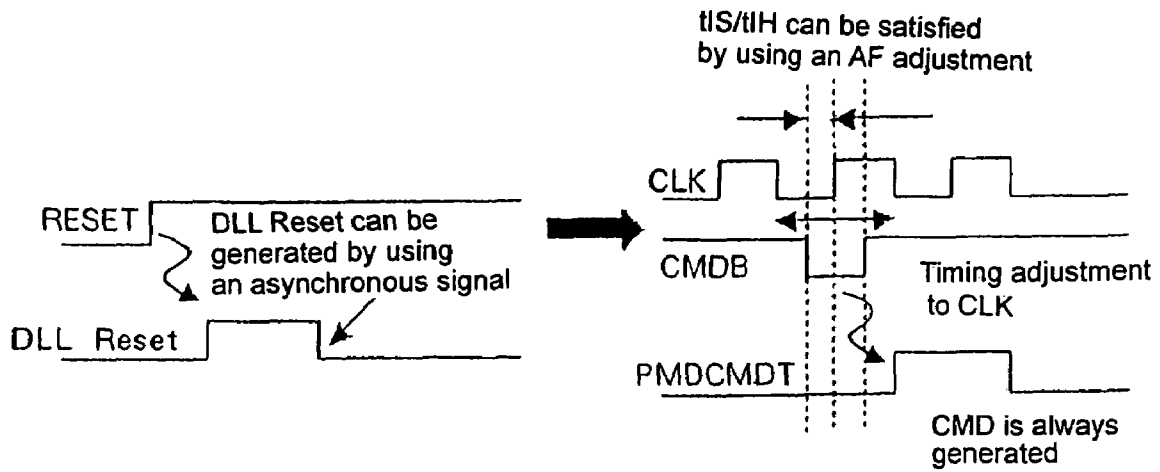 tIS/tIH can be satisfied
by using an AF adjustment
CLK
RESET
DLL Reset can be
generated by using
an asynchronous signal
CMDB
Timing adjustment
to CLK
DLL Reset
PMDCMDT
CMD is always
generated